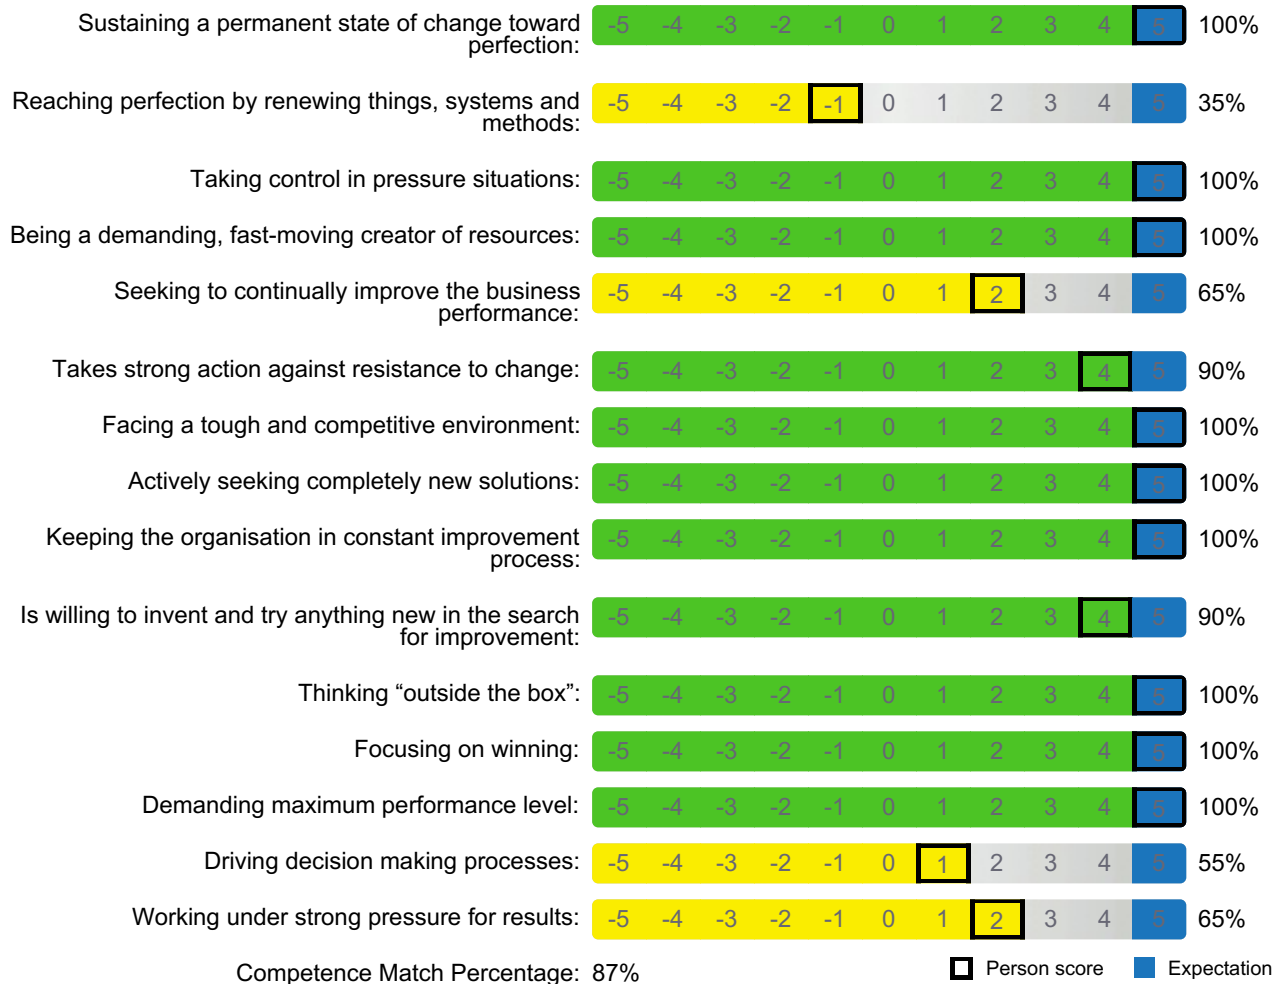 Sustaining a permanent state of change toward
perfection:
-5 -4 -3 -2 -1 0 1 2 3 4 5 100%
Reaching perfection by renewing things, systems and
methods:
-5 -4 -3 -2 -1 0 1 2 3 4 5 35%
Taking control in pressure situations: -5 -4 -3 -2 -1 0 1 2 3 4 5 100%
Being a demanding, fast-moving creator of resources: -5 -4 -3 -2 -1 0 1 2 3 4 5 100%
Seeking to continually improve the business
performance:
-5 -4 -3 -2 -1 0 1 2 3 4 5 65%
Takes strong action against resistance to change: -5 -4 -3 -2 -1 0 1 2 3 4 5 90%
Facing a tough and competitive environment: -5 -4 -3 -2 -1 0 1 2 3 4 5 100%
Actively seeking completely new solutions: -5 -4 -3 -2 -1 0 1 2 3 4 5 100%
Keeping the organisation in constant improvement
process:
-5 -4 -3 -2 -1 0 1 2 3 4 5 100%
Is willing to invent and try anything new in the search
for improvement:
-5 -4 -3 -2 -1 0 1 2 3 4 5 90%
Thinking “outside the box”: -5 -4 -3 -2 -1 0 1 2 3 4 5 100%
Focusing on winning: -5 -4 -3 -2 -1 0 1 2 3 4 5 100%
Demanding maximum performance level: -5 -4 -3 -2 -1 0 1 2 3 4 5 100%
Driving decision making processes: -5 -4 -3 -2 -1 0 1 2 3 4 5 55%
Working under strong pressure for results: -5 -4 -3 -2 -1 0 1 2 3 4 5 65%
Competence Match Percentage: 87% Person score Expectation